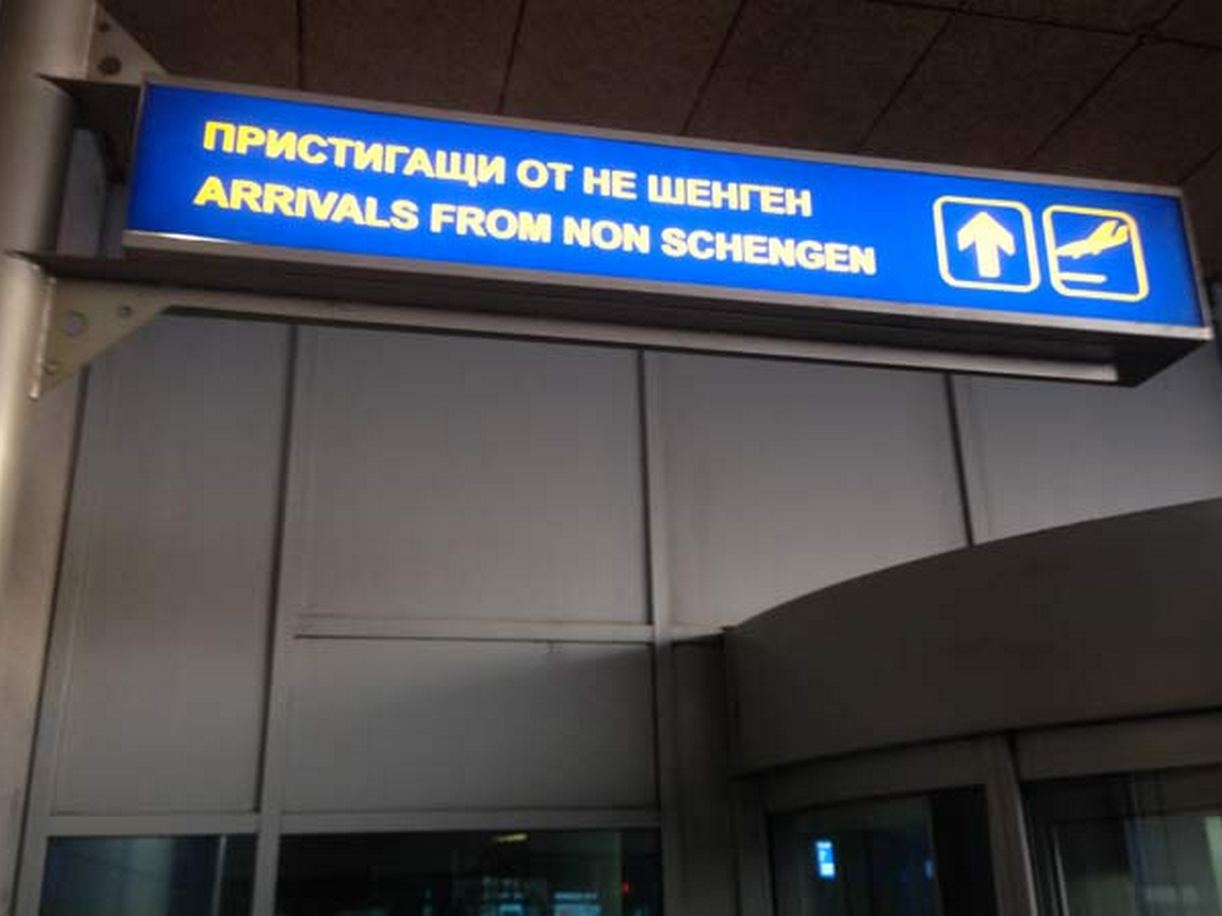 ПРИСТИГАЩИ ОТ НЕ ШЕНГЕН
ARRIVALS FROM NON SCHENGEN